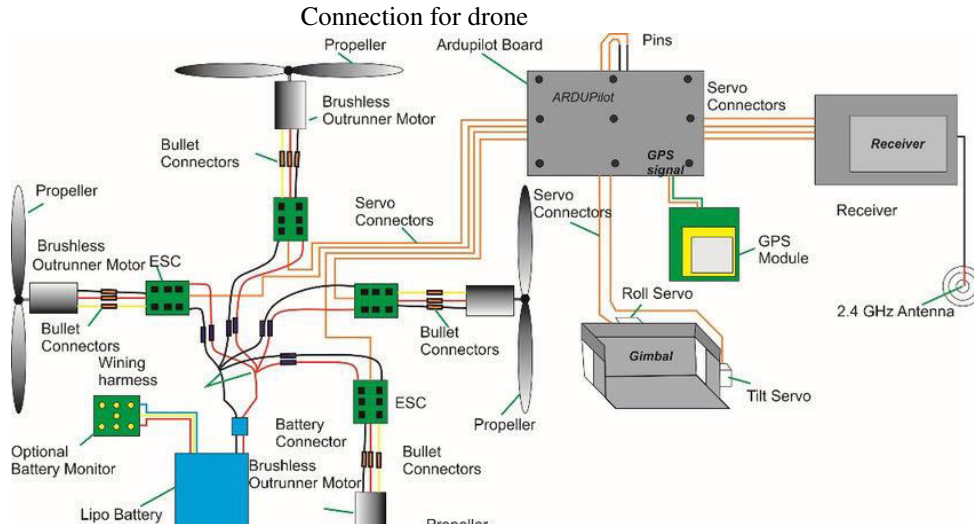 Connection for drone
Propeller
Ardupilot Board
Pins
ARDUPilot
Servo
Connectors
Brushless
Outrunner Motor
Bullet
Connectors
Receiver
GPS
signal
Propeller
Servo
Connectors
Servo
Connectors
Receiver
Brushless
Outrunner Motor
ESC
GPS
Module
Roll Servo
2.4 GHz Antenna
Bullet
Connectors
Bullet
Connectors
Gimbal
Wining
harness
ESC
Tilt Servo
Propeller
Battery
Connector
Optional
Battery Monitor
Brushless
Outrunner Motor
Bullet
Connectors
Lipo Battery
Propeller